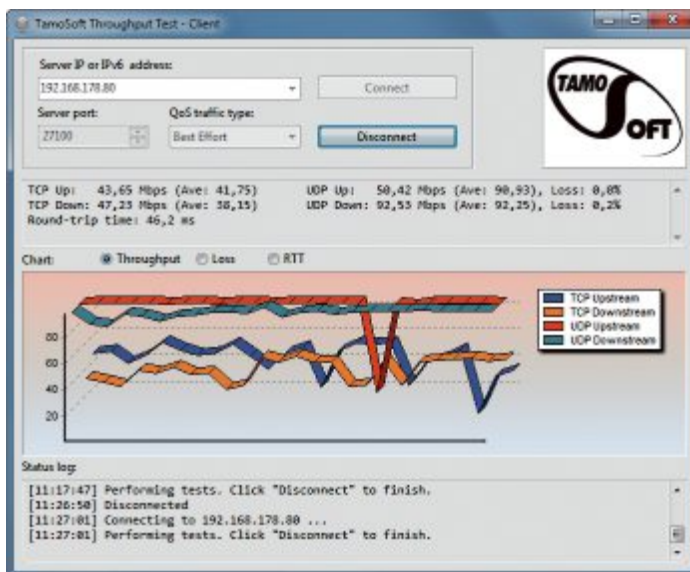 TamoSoft Throughput Test - Client
Server IP or IPv6 address:
192.168.178.80
Connect
Server port:
QoS traffic type:
27100
Best Effort
Disconnect
TAMO
SOFT
TCP Up: 43,65 Mbps (Ave: 41,75)
UDP Up: 50,42 Mbps (Ave: 90,93), Loss: 0,0%
TCP Down: 47,23 Mbps (Ave: 38,15)
UDP Down: 92,53 Mbps (Ave: 92,25), Loss: 0,2%
Round-trip time: 46,2 ms
Chart:
Throughput
Loss
RTT
TCP Upstream
TCP Downstream
UDP Upstream
UDP Downstream
80
60
40
20
Status log:
[11:17:47] Performing tests. Click "Disconnect" to finish.
[11:26:50] Disconnected
[11:27:01] Connecting to 192.168.178.80 ...
[11:27:01] Performing tests. Click "Disconnect" to finish.